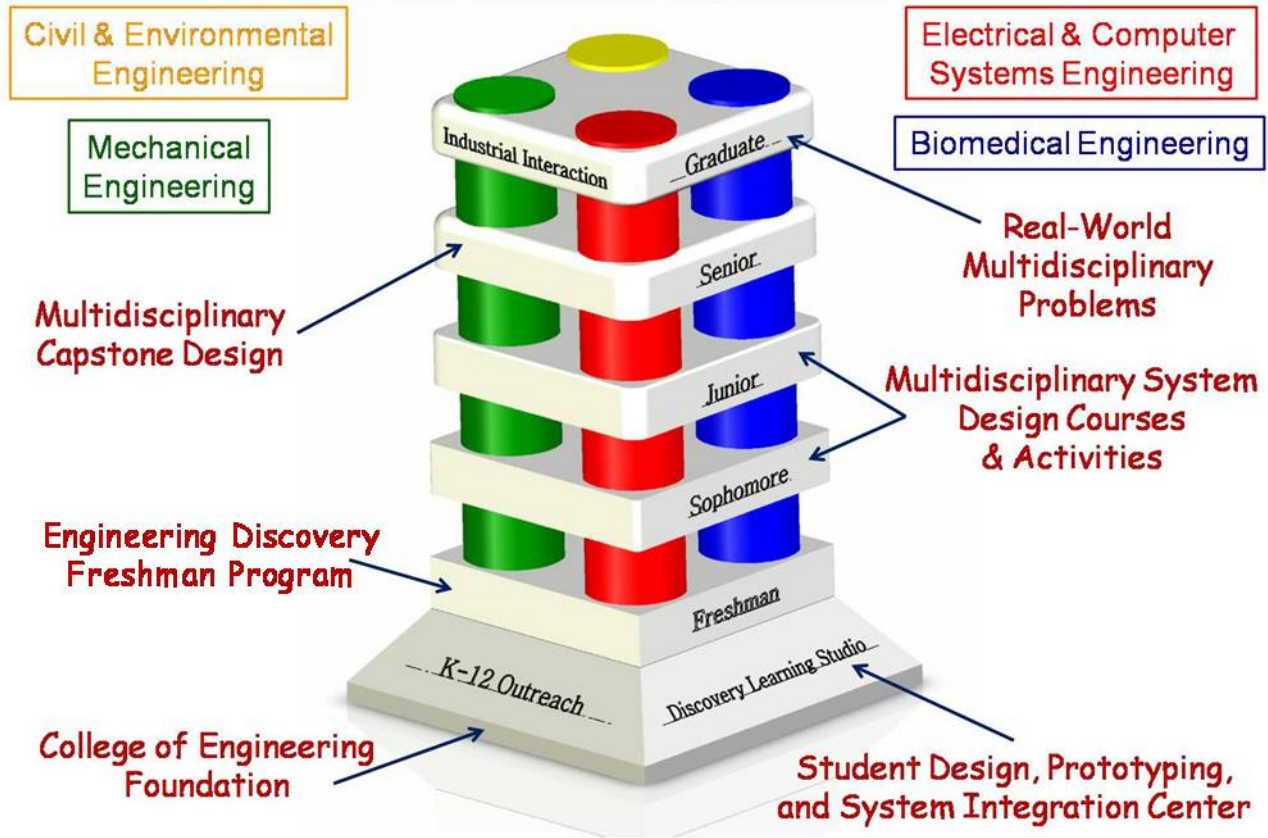 Civil & Environmental
Engineering
Electrical & Computer
Systems Engineering
Mechanical
Engineering
Biomedical Engineering
Industrial Interaction
Graduate
Real-World
Multidisciplinary
Problems
Senior
Multidisciplinary
Capstone Design
Junior
Multidisciplinary System
Design Courses
& Activities
Sophomore
Engineering Discovery
Freshman Program
Freshman
K-12 Outreach
Discovery Learning Studio
College of Engineering
Foundation
Student Design, Prototyping,
and System Integration Center